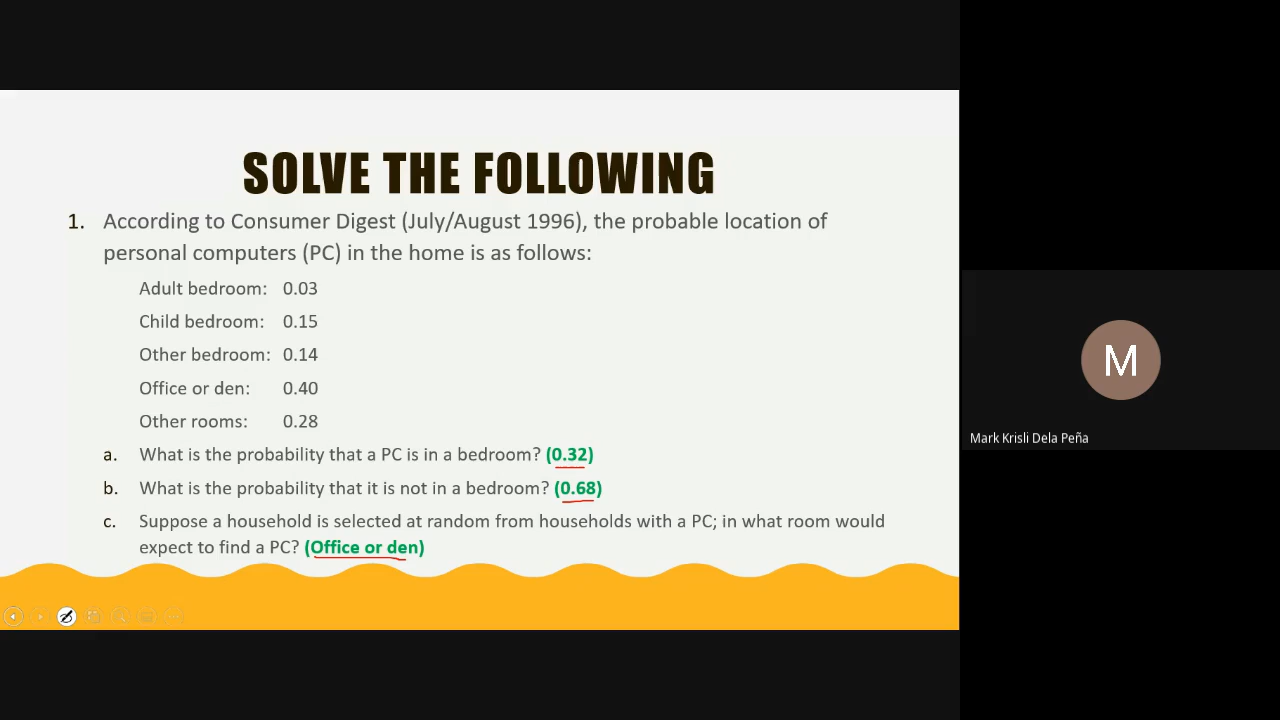 SOLVE THE FOLLOWING
1. According to Consumer Digest (July/August 1996), the probable location of
personal computers (PC) in the home is as follows:
Adult bedroom: 0.03
Child bedroom: 0.15
Other bedroom: 0.14
Office or den: 0.40
Other rooms: 0.28
a. What is the probability that a PC is in a bedroom? (0.32)
b. What is the probability that it is not in a bedroom? (0.68)
c. Suppose a household is selected at random from households with a PC; in what room would
expect to find a PC? (Office or den)
M
Mark Krisli Dela Peña